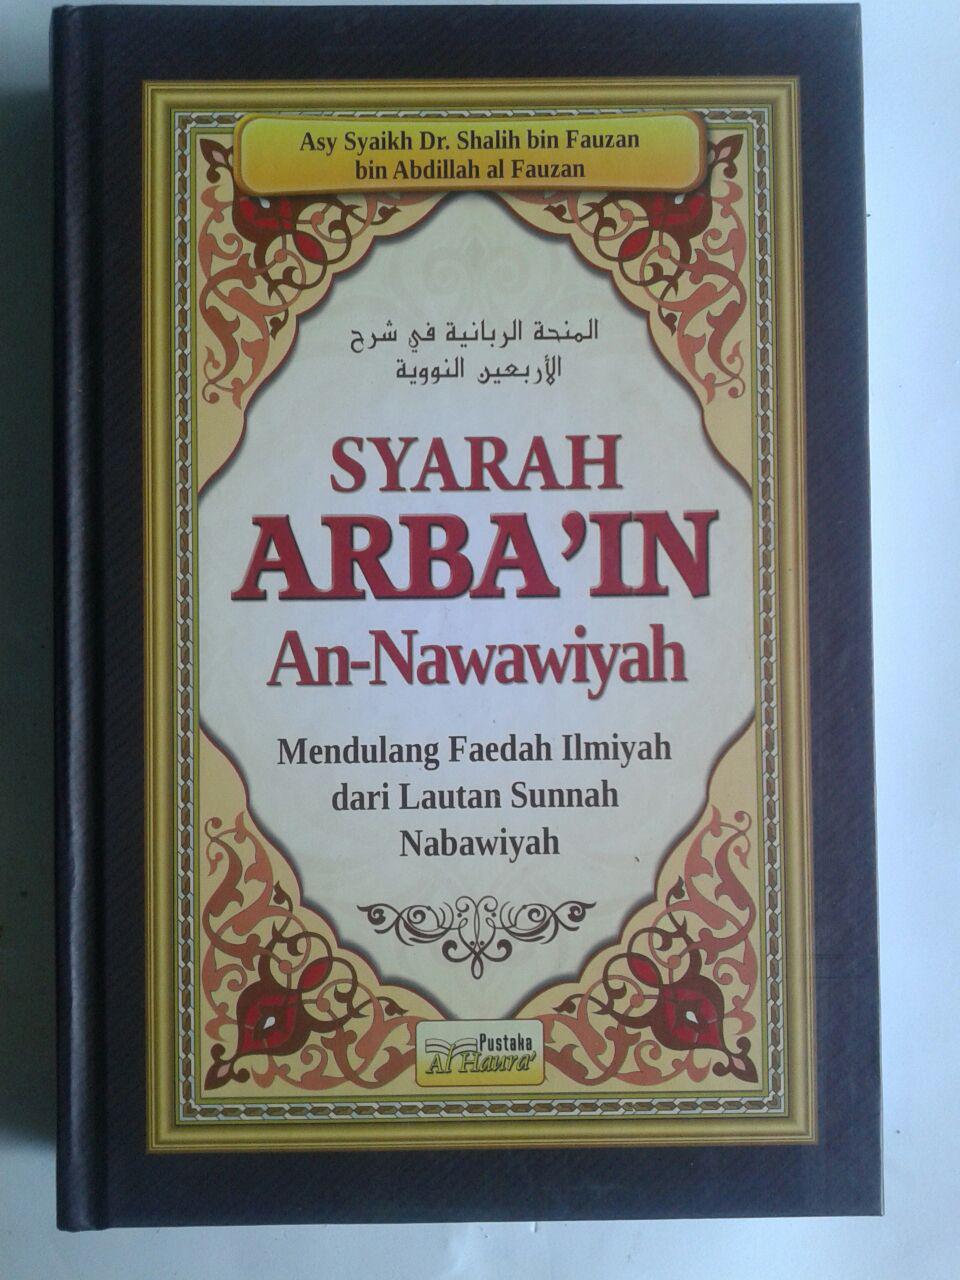 Asy Syaikh Dr. Shalih bin Fauzan
bin Abdillah al Fauzan
المنحة الربانية في شرح
الأربعين النووية
SYARAH
ARBA'IN
An-Nawawiyah
Mendulang Faedah Ilmiyah
dari Lautan Sunnah
Nabawiyah
Pustaka
Al Haura'